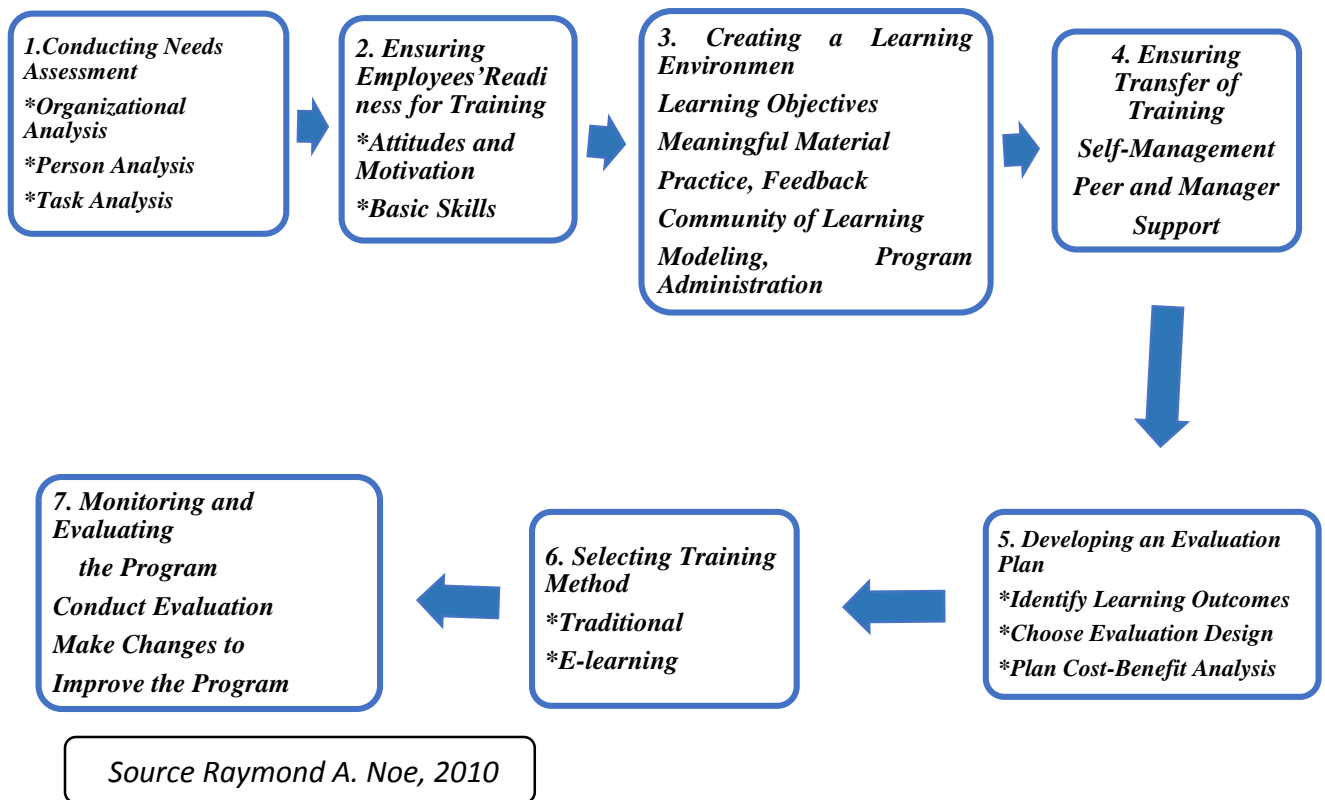 1.Conducting Needs
Assessment
*Organizational
Analysis
*Person Analysis
*Task Analysis
2. Ensuring
Employees’Readi
ness for Training
*Attitudes and
Motivation
*Basic Skills
3. Creating a Learning
Environmen
Learning Objectives
Meaningful Material
Practice, Feedback
Community of Learning
Modeling, Program
Administration
4. Ensuring
Transfer of
Training
Self-Management
Peer and Manager
Support
5. Developing an Evaluation
Plan
*Identify Learning Outcomes
*Choose Evaluation Design
*Plan Cost-Benefit Analysis
6. Selecting Training
Method
*Traditional
*E-learning
7. Monitoring and
Evaluating
the Program
Conduct Evaluation
Make Changes to
Improve the Program
Source Raymond A. Noe, 2010